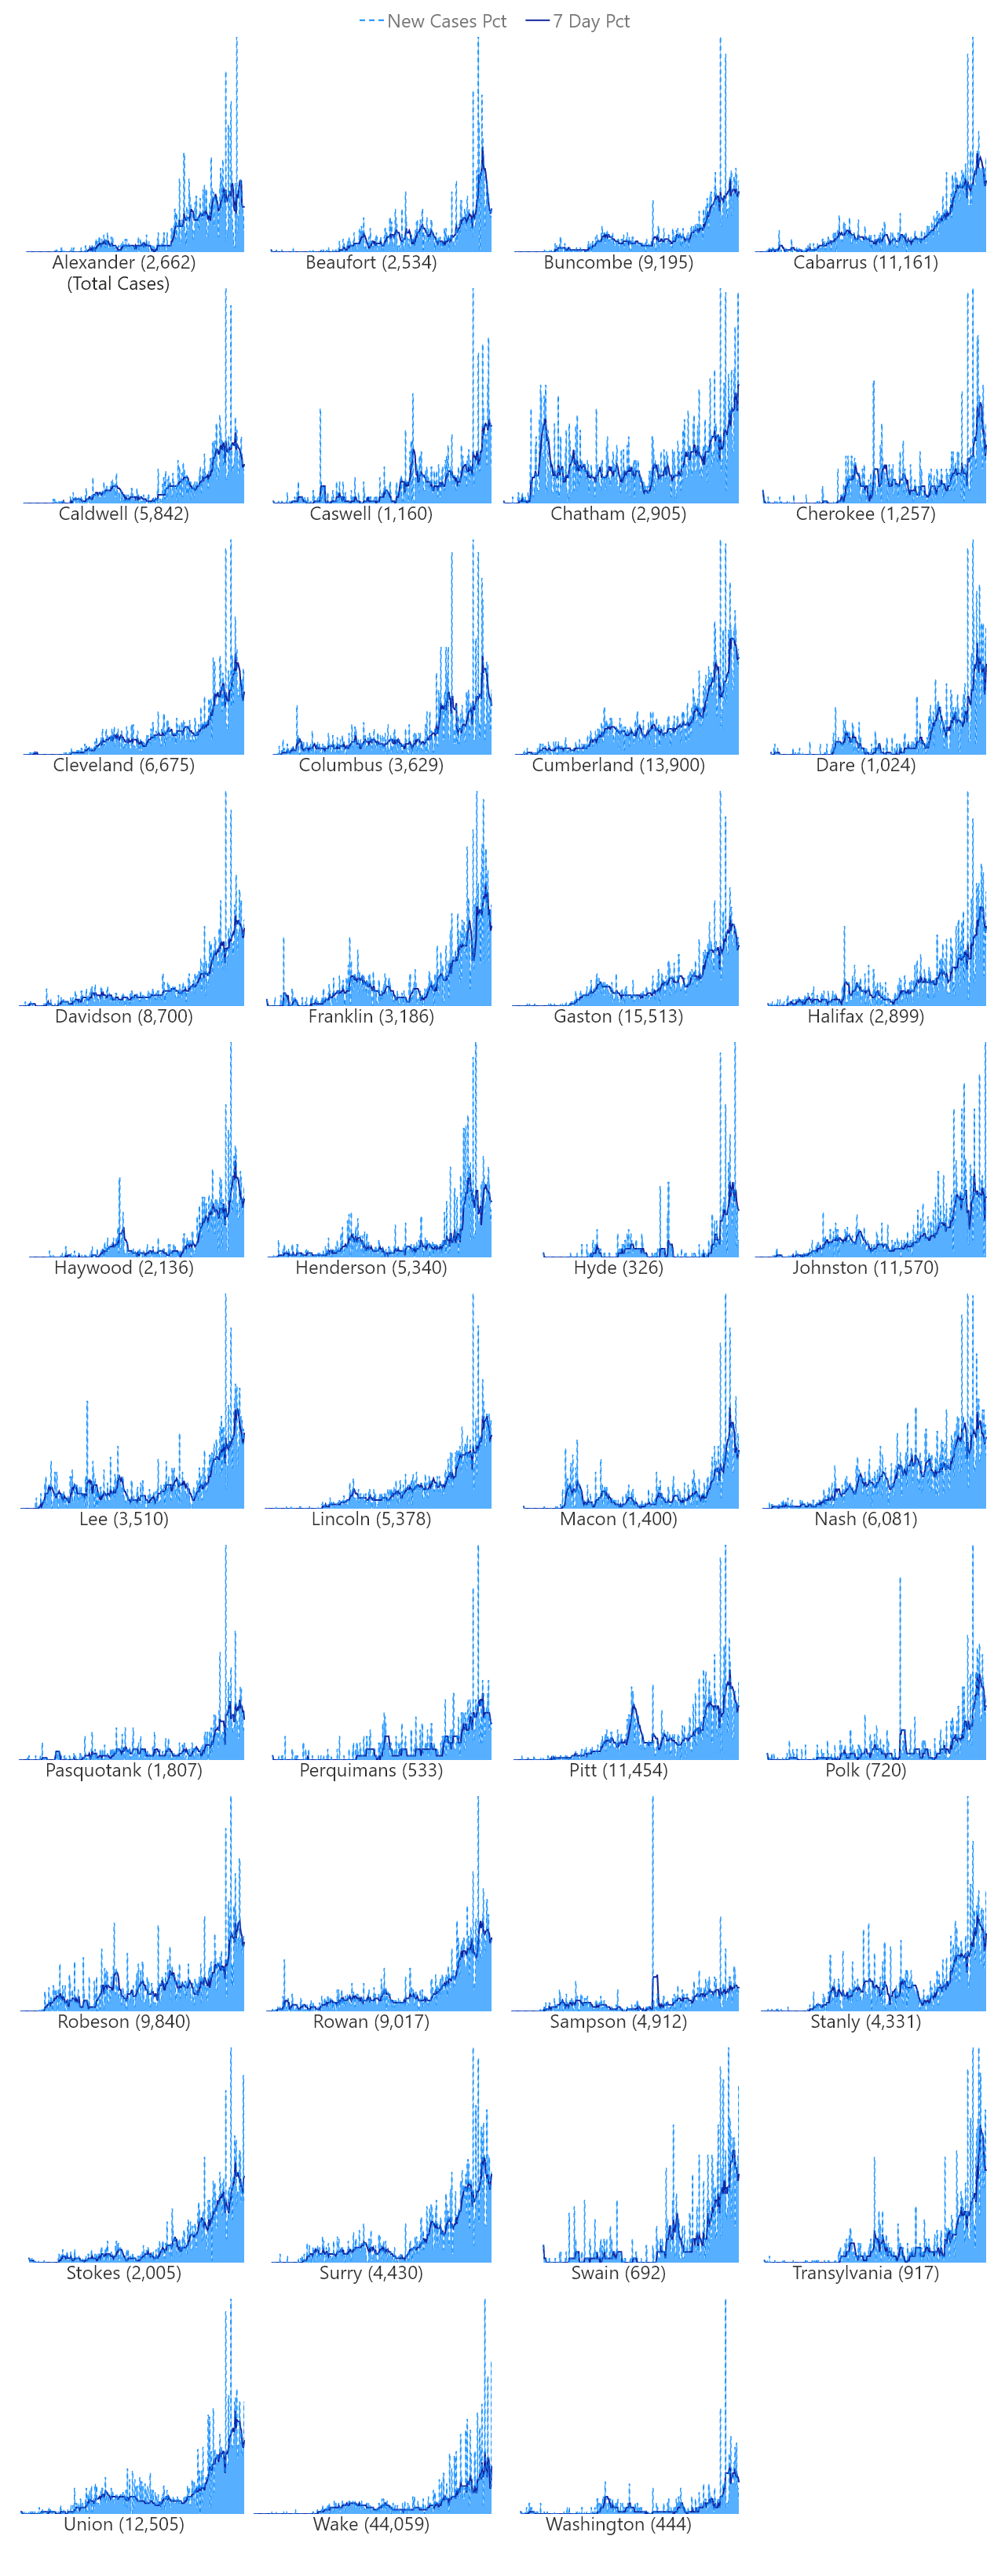 New Cases Pct 7 Day Pct
Alexander (2,662) Beaufort (2,534) Buncombe (9,195) Cabarrus (11,161)
(Total Cases)
Caldwell (5,842) Caswell (1,160) Chatham (2,905) Cherokee (1,257)
Cleveland (6,675) Columbus (3,629) Cumberland (13,900) Dare (1,024)
Davidson (8,700) Franklin (3,186) Gaston (15,513) Halifax (2,899)
Haywood (2,136) Henderson (5,340) Hyde (326) Johnston (11,570)
Lee (3,510) Lincoln (5,378) Macon (1,400) Nash (6,081)
Pasquotank (1,807) Perquimans (533) Pitt (11,454) Polk (720)
Robeson (9,840) Rowan (9,017) Sampson (4,912) Stanly (4,331)
Stokes (2,005) Surry (4,430) Swain (692) Transylvania (917)
Union (12,505) Wake (44,059) Washington (444)